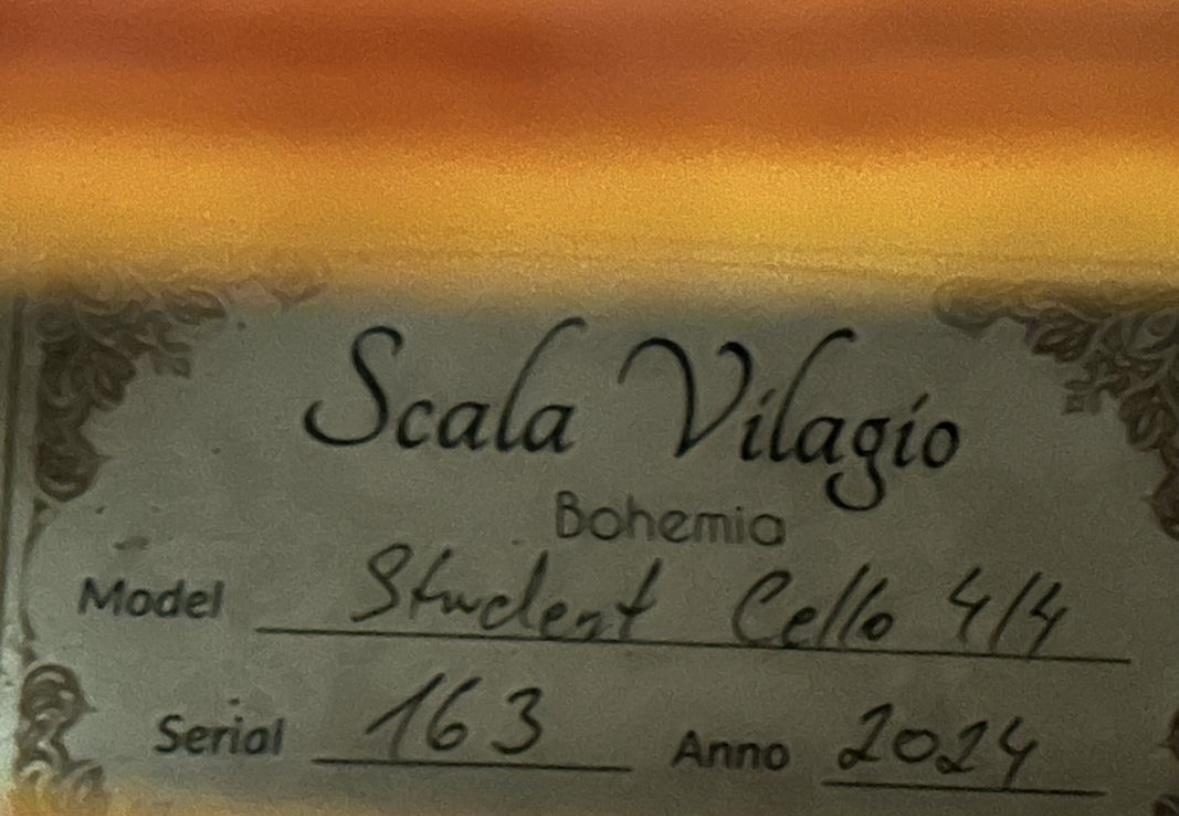 Scala Vilagio
Bohemia
Model Student Cello 4/4
Serial 163 Anno 2024